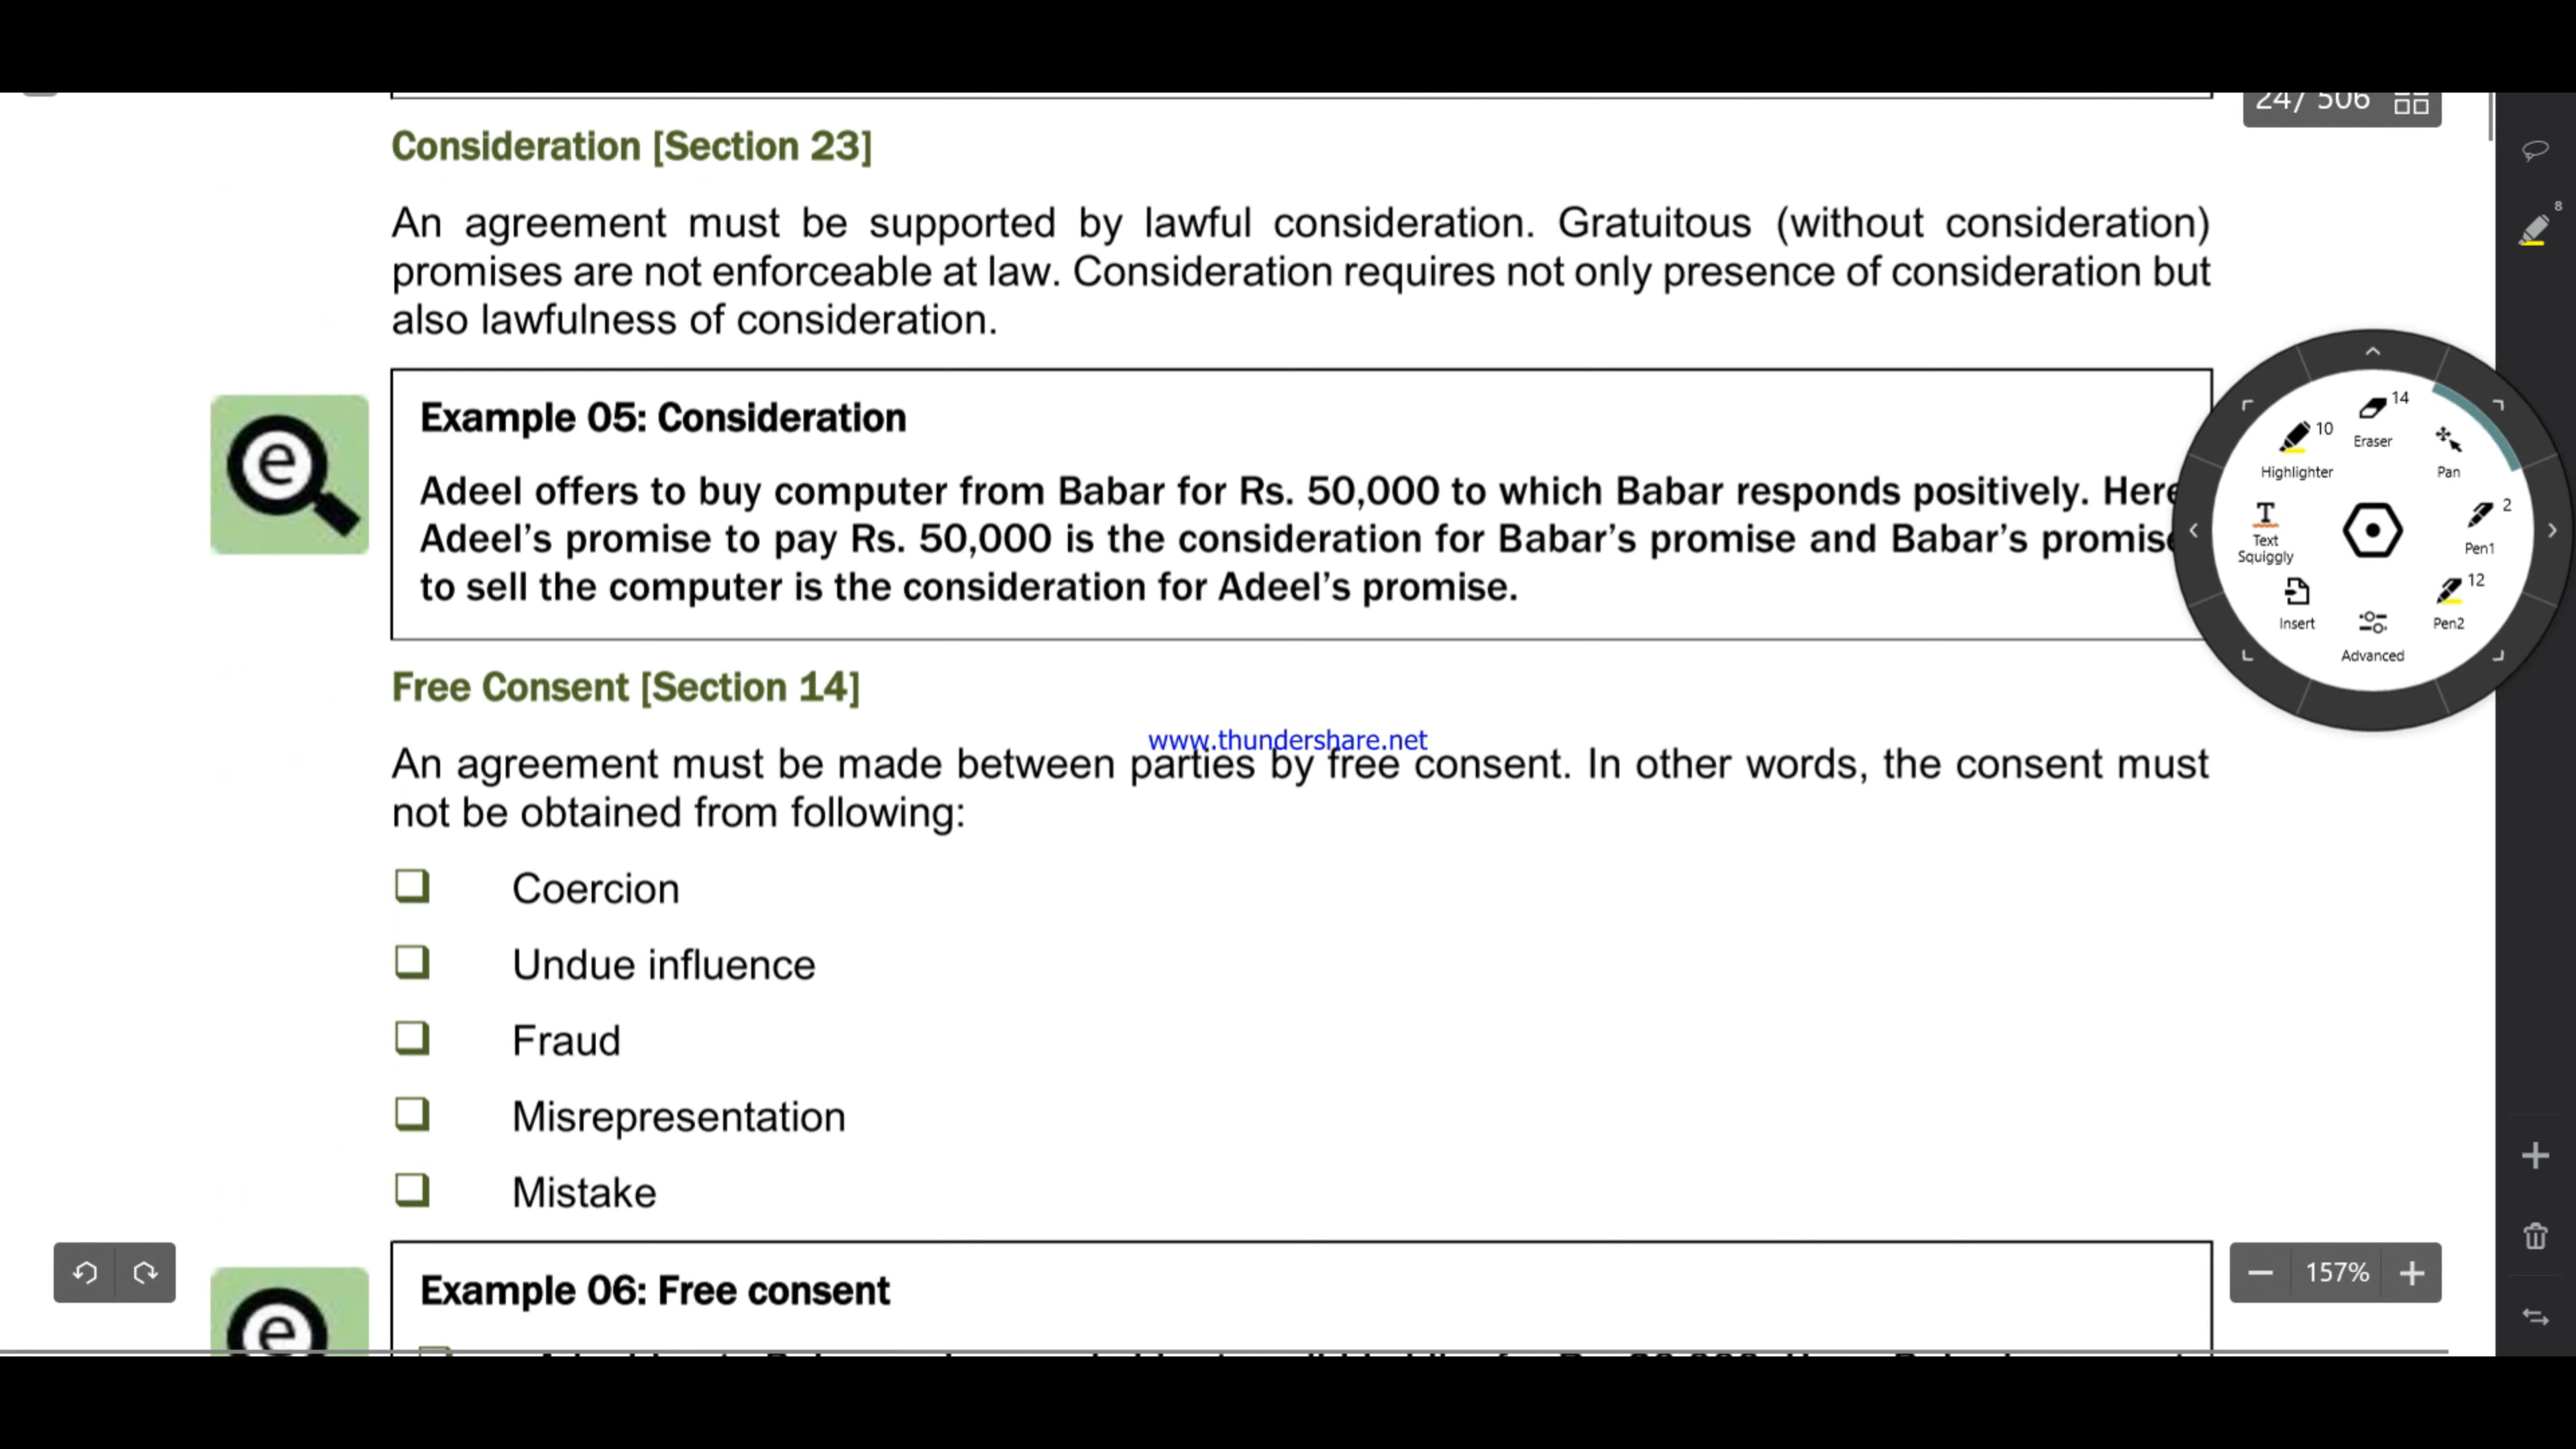 24/ 506
Consideration [Section 23]
An agreement must be supported by lawful consideration. Gratuitous (without consideration)
promises are not enforceable at law. Consideration requires not only presence of consideration but
also lawfulness of consideration.
8
e
Example 05: Consideration
Adeel offers to buy computer from Babar for Rs. 50,000 to which Babar responds positively. Here
Adeel's promise to pay Rs. 50,000 is the consideration for Babar's promise and Babar's promise
to sell the computer is the consideration for Adeel's promise.
14
Eraser
10
Highlighter
Pan
T
Text
Squiggly
2
Pen1
Insert
12
Pen2
Advanced
Free Consent [Section 14]
www.thundershare.net
An agreement must be made between parties by free consent. In other words, the consent must
not be obtained from following:
Coercion
Undue influence
Fraud
Misrepresentation
Mistake
e
Example 06: Free consent
157%